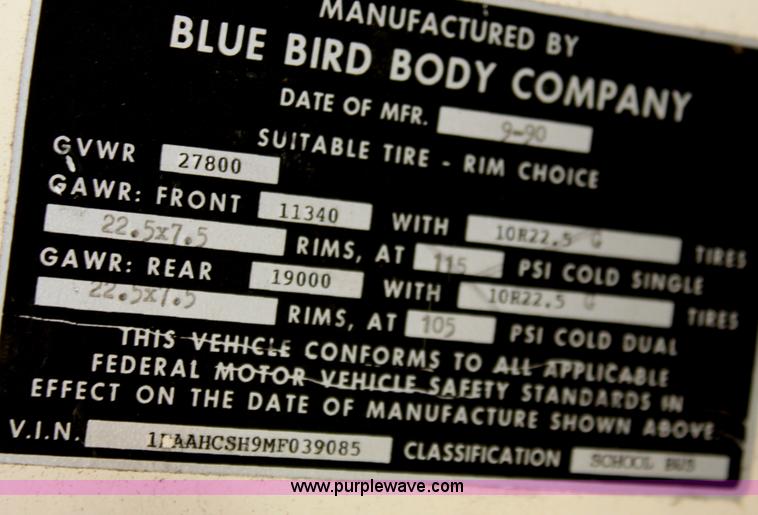 MANUFACTURED BY
BLUE BIRD BODY COMPANY
DATE OF MFR. 9-90
SUITABLE TIRE - RIM CHOICE
GVWR 27800
GAWR: FRONT 11340 WITH 10R22.5 G TIRES
22.5x7.5 RIMS, AT 115 PSI COLD SINGLE
GAWR: REAR 19000 WITH 10R22.5 G TIRES
22.5x7.5 RIMS, AT 105 PSI COLD DUAL
THIS VEHICLE CONFORMS TO ALL APPLICABLE
FEDERAL MOTOR VEHICLE SAFETY STANDARDS IN
EFFECT ON THE DATE OF MANUFACTURE SHOWN ABOVE
V.I.N. CLASSIFICATION SCHOOL BUS
www.purplewave.com